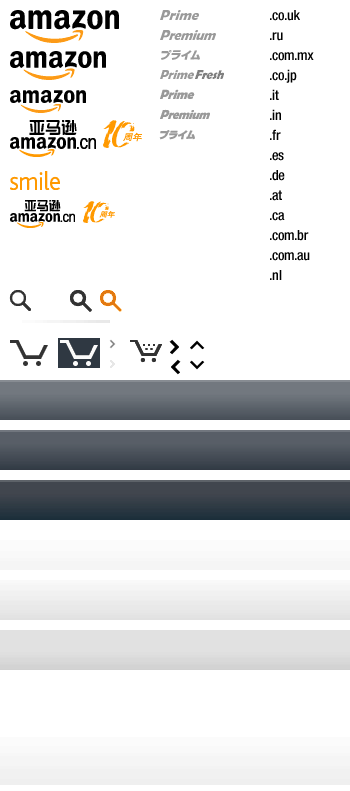 amazon
amazon
amazon
亚马逊
amazon.cn
10周年
smile
亚马逊
amazon.cn
10周年
Prime
Premium
プライム
Prime Fresh
Prime
Premium
プライム
.co.uk
.ru
.com.mx
.co.jp
.it
.in
.fr
.es
.de
.at
.ca
.com.br
.com.au
.nl